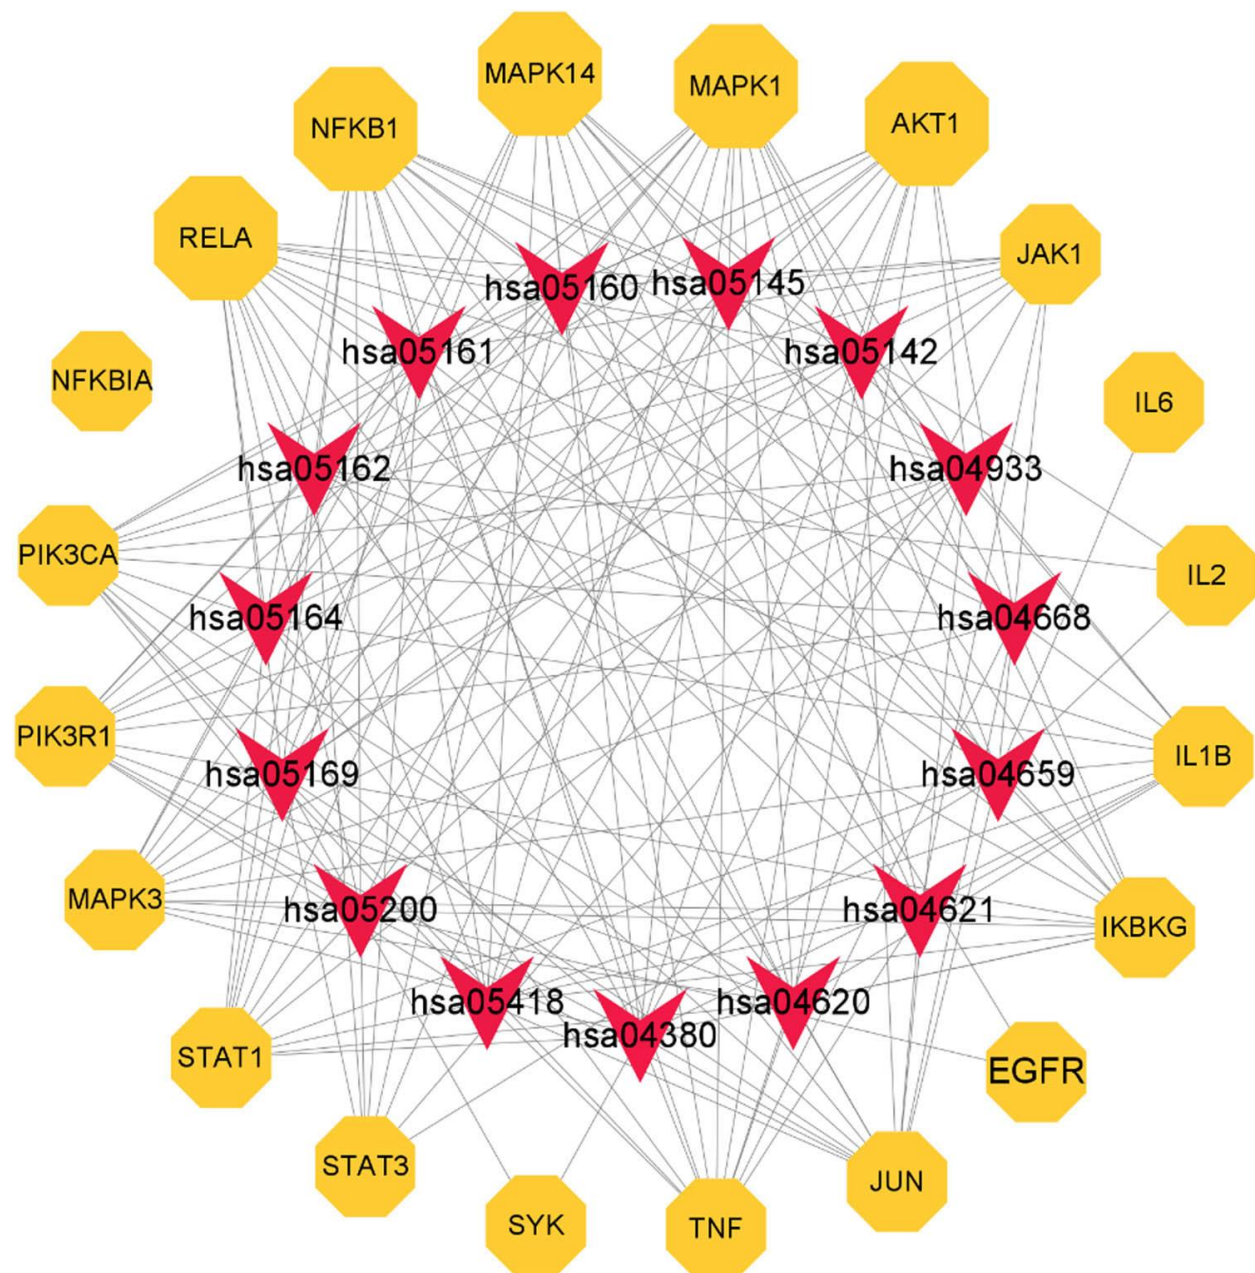 MAPK14
MAPK1
NFKB1
AKT1
RELA
JAK1
hsa05160
hsa05145
hsa05161
hsa05142
NFKBIA
IL6
hsa05162
hsa04933
PIK3CA
IL2
hsa05164
hsa04668
PIK3R1
IL1B
hsa05169
hsa04659
MAPK3
hsa05200
hsa04621
IKBKG
hsa05418
hsa04380
hsa04620
STAT1
EGFR
STAT3
JUN
SYK
TNF